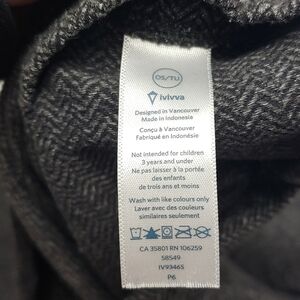 OS/TU
ivivva
Designed in Vancouver
Made in Indonesia
Conçu à Vancouver
Fabriqué en Indonésie
Not intended for children
3 years and under
Ne pas laisser à la portée
des enfants
de trois ans et moins
Wash with like colours only
Laver avec des couleurs
similaires seulement
CA 35801 RN 106259
58549
IV9346S
P6